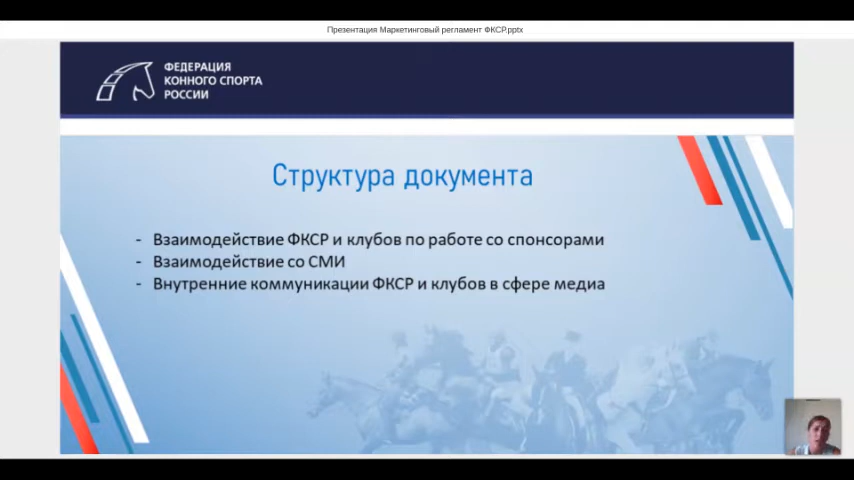 Презентация Маркетинговый регламент ФКСР.pptx
ФЕДЕРАЦИЯ
КОННОГО СПОРТА
РОССИИ
Структура документа
- Взаимодействие ФКСР и клубов по работе со спонсорами
- Взаимодействие со СМИ
- Внутренние коммуникации ФКСР и клубов в сфере медиа